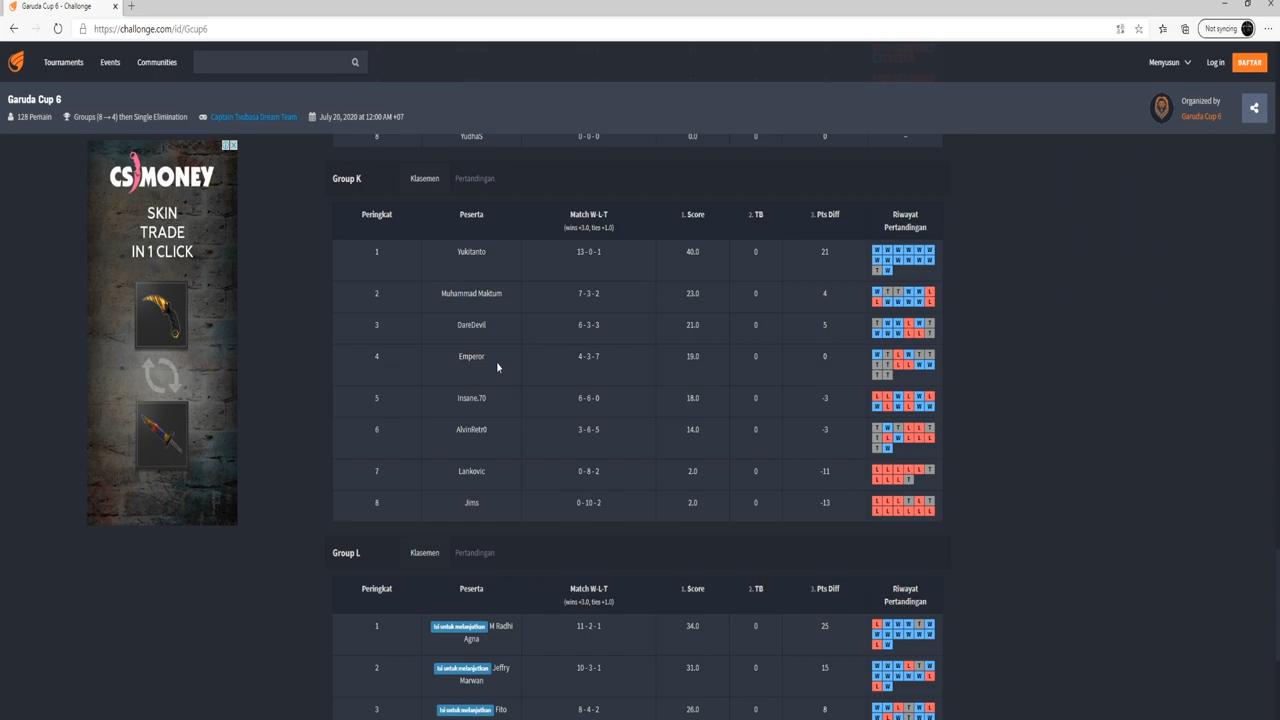 Garuda Cup 6 - Challonge
https://challonge.com/id/Gcup6
Not syncing
Tournaments Events Communities
Menyusun Log in DAFTAR
Garuda Cup 6
128 Pemain Groups (8 → 4) then Single Elimination Captain Tsubasa Dream Team July 20, 2020 at 12:00 AM +07
Organized by
Garuda Cup 6
CS:MONEY
SKIN
TRADE
IN 1 CLICK
8 YudhaS 0-0-0 0.0 0 –
Group K Klasemen Pertandingan
Peringkat Peserta Match W-L-T 1. Score 2. TB 3. Pts Diff Riwayat
(wins +3.0, ties +1.0) Pertandingan
1 Yukitanto 13 - 0 - 1 40.0 0 21 W W W W W W
W W W W W W
T W
2 Muhammad Maktum 7 - 3 - 2 23.0 0 4 W T T W W L
L W W W W L
3 DareDevil 6 - 3 - 3 21.0 0 5 T W W L W T
W W W L L T
4 Emperor 4 - 3 - 7 19.0 0 0 W T L W T T
T T L L W W
T T
5 Insane.70 6 - 6 - 0 18.0 0 -3 L L W L W L
W L W L W W
6 AlvinRetr0 3 - 6 - 5 14.0 0 -3 T W T L L T
T L W L L L
T W
7 Lankovic 0 - 8 - 2 2.0 0 -11 L L L L L T
L L L T
8 Jims 0 - 10 - 2 2.0 0 -13 L L L T L T
L L L L L L
Group L Klasemen Pertandingan
Peringkat Peserta Match W-L-T 1. Score 2. TB 3. Pts Diff Riwayat
(wins +3.0, ties +1.0) Pertandingan
1 Isi untuk melanjutkan M Radhi 11 - 2 - 1 34.0 0 25 L W W W T W
Agna W W W W W W
L W
2 Isi untuk melanjutkan Jeffry 10 - 3 - 1 31.0 0 15 W W W L T W
Marwan W W W W W L
L W
3 Isi untuk melanjutkan Fito 8 - 4 - 2 26.0 0 8 W W L T W W